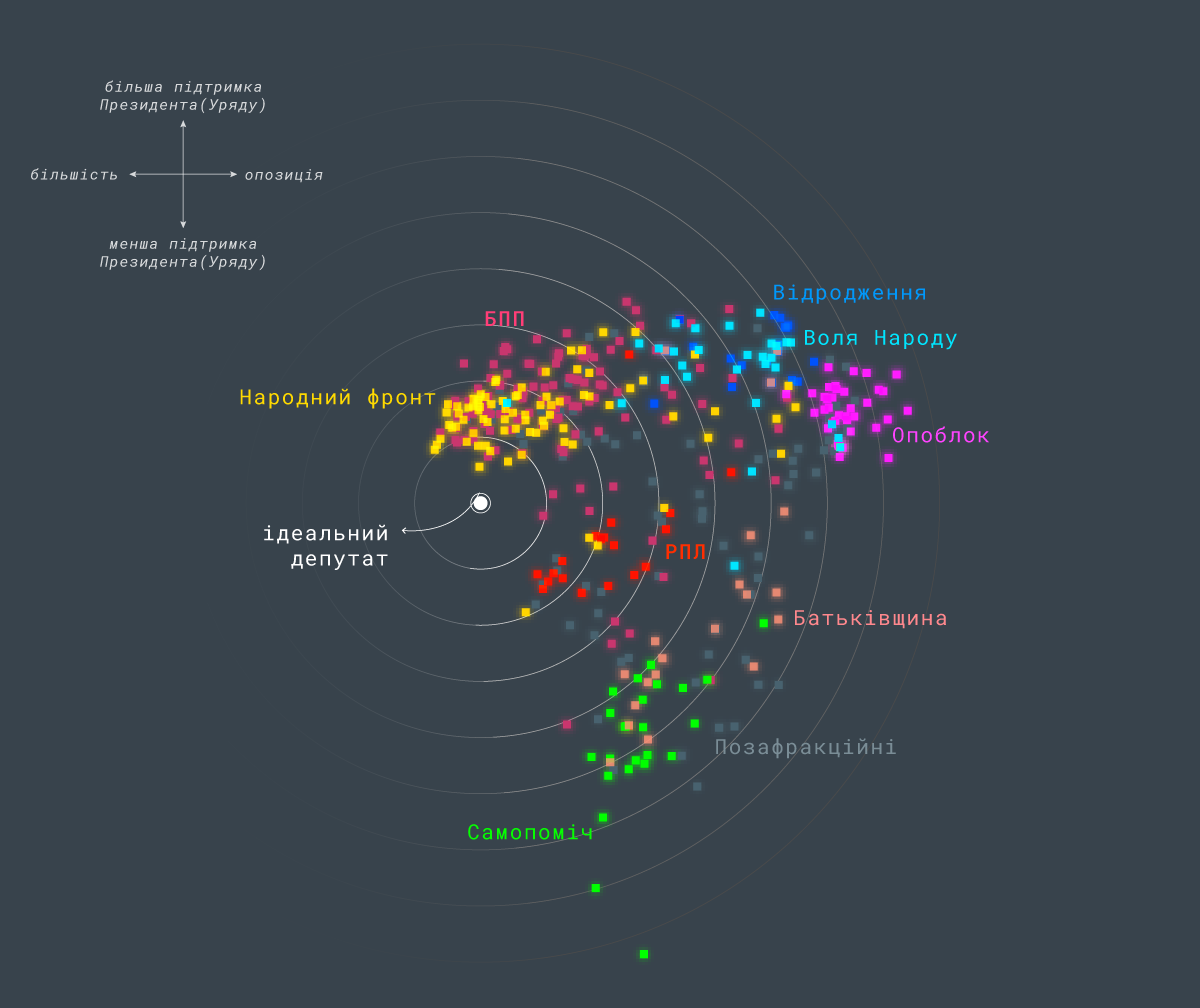 більша підтримка
Президента(Уряду)
більшість
опозиція
менша підтримка
Президента(Уряду)
Відродження
БПП
Воля Народу
Народний фронт
Опоблок
ідеальний
депутат
РПЛ
Батьківщина
Позафракційні
Самопоміч